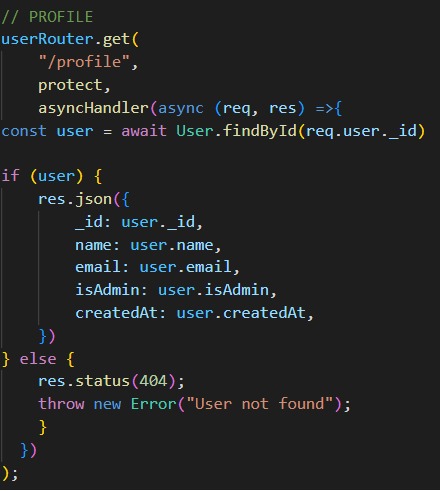 // PROFILE
userRouter.get(
    "/profile",
    protect,
    asyncHandler(async (req, res) =>{
const user = await User.findById(req.user._id)

if (user) {
    res.json({
        _id: user._id,
        name: user.name,
        email: user.email,
        isAdmin: user.isAdmin,
        createdAt: user.createdAt,
    })
} else {
    res.status(404);
    throw new Error("User not found");
    }
  })
);